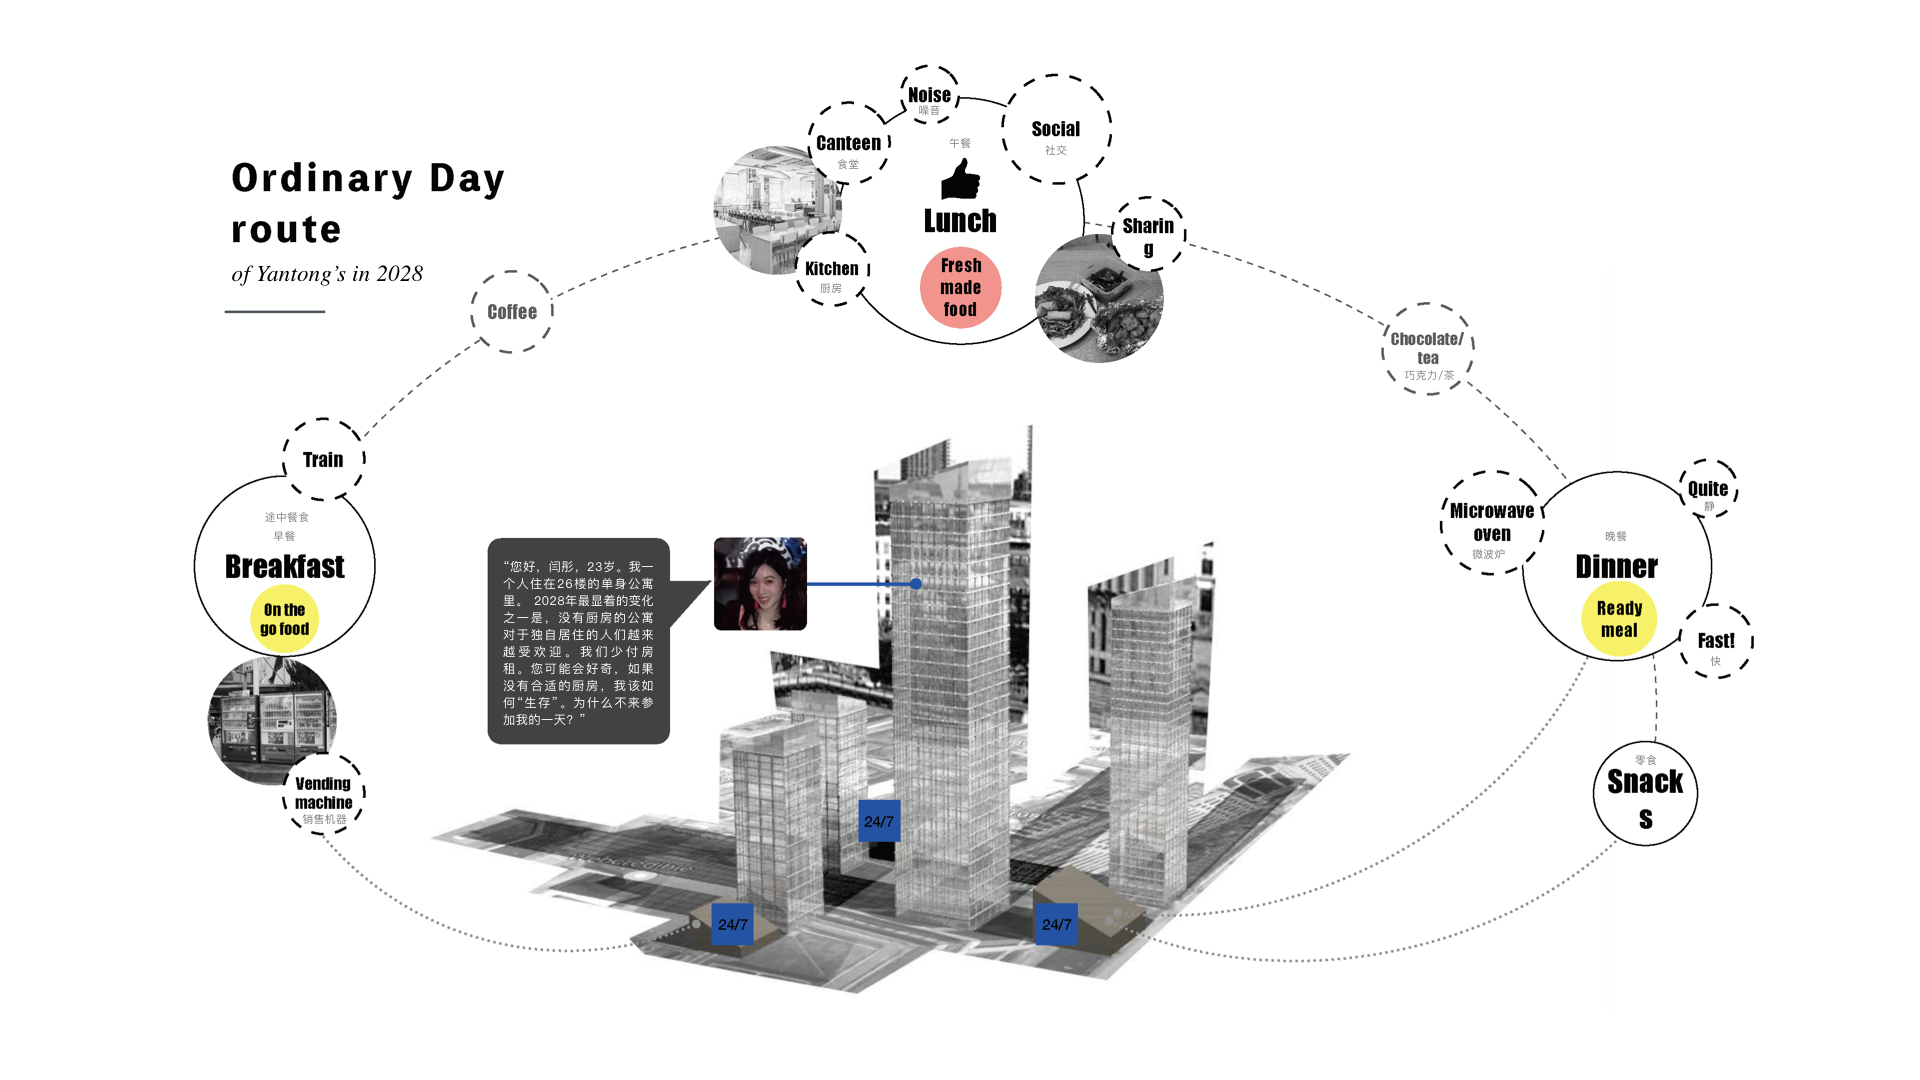 Ordinary Day
route
of Yantong's in 2028
Coffee
Train
途中餐食
早餐
Breakfast
On the
go food
Vending
machine
销售机器
Noise
噪音
Canteen
食堂
Social
社交
午餐
Lunch
Sharin
g
Kitchen
厨房
Fresh
made
food
Chocolate/
tea
巧克力/茶
Microwave
oven
微波炉
Quite
静
晚餐
Dinner
Ready
meal
Fast!
快
零食
Snack
s
“您好，闫彤，23岁。我一
个人住在26楼的单身公寓
里。 2028年最显着的变化
之一是，没有厨房的公寓
对于独自居住的人们越来
越受欢迎。我们少付房
租。您可能会好奇，如果
没有合适的厨房，我该如
何“生存”。为什么不来参
加我的一天？”
24/7
24/7
24/7